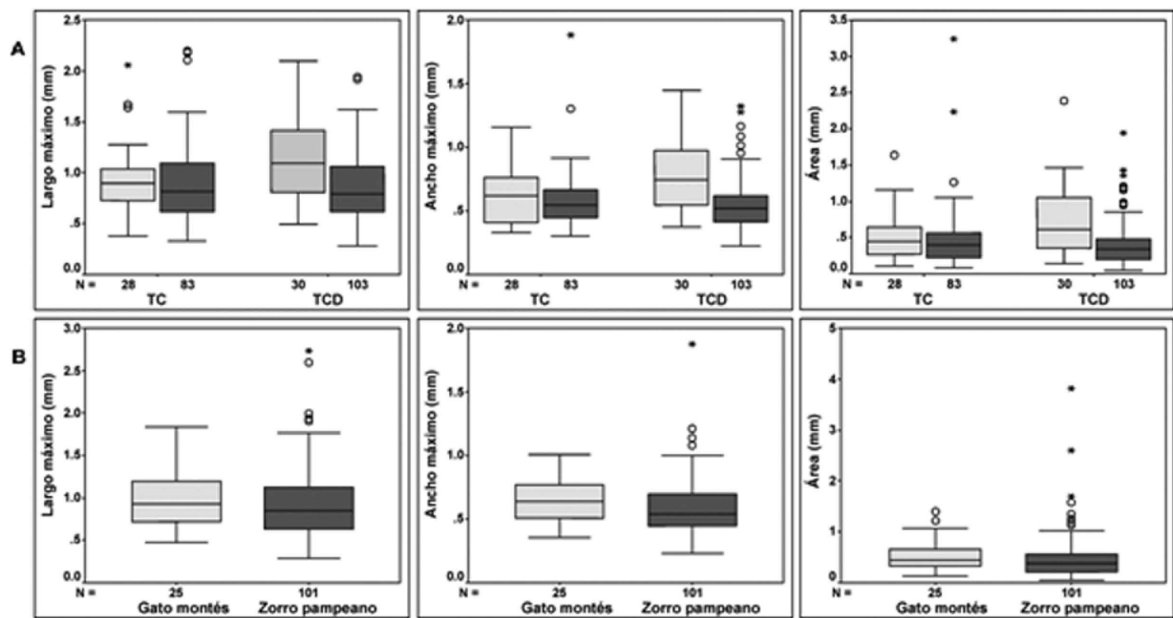 A
Largo máximo (mm)
2.5
2.0
1.5
1.0
.5
0.0
N = 28 83 30 103
TC TCD
Ancho máximo (mm)
2.0
1.5
1.0
.5
0.0
N = 28 83 30 103
TC TCD
Área (mm)
3.5
3.0
2.5
2.0
1.5
1.0
.5
0.0
N = 28 83 30 103
TC TCD
B
Largo máximo (mm)
3.0
2.5
2.0
1.5
1.0
.5
0.0
N = 25 101
Gato montés Zorro pampeano
Ancho máximo (mm)
2.0
1.5
1.0
.5
0.0
N = 25 101
Gato montés Zorro pampeano
Área (mm)
5
4
3
2
1
0.0
N = 25 101
Gato montés Zorro pampeano